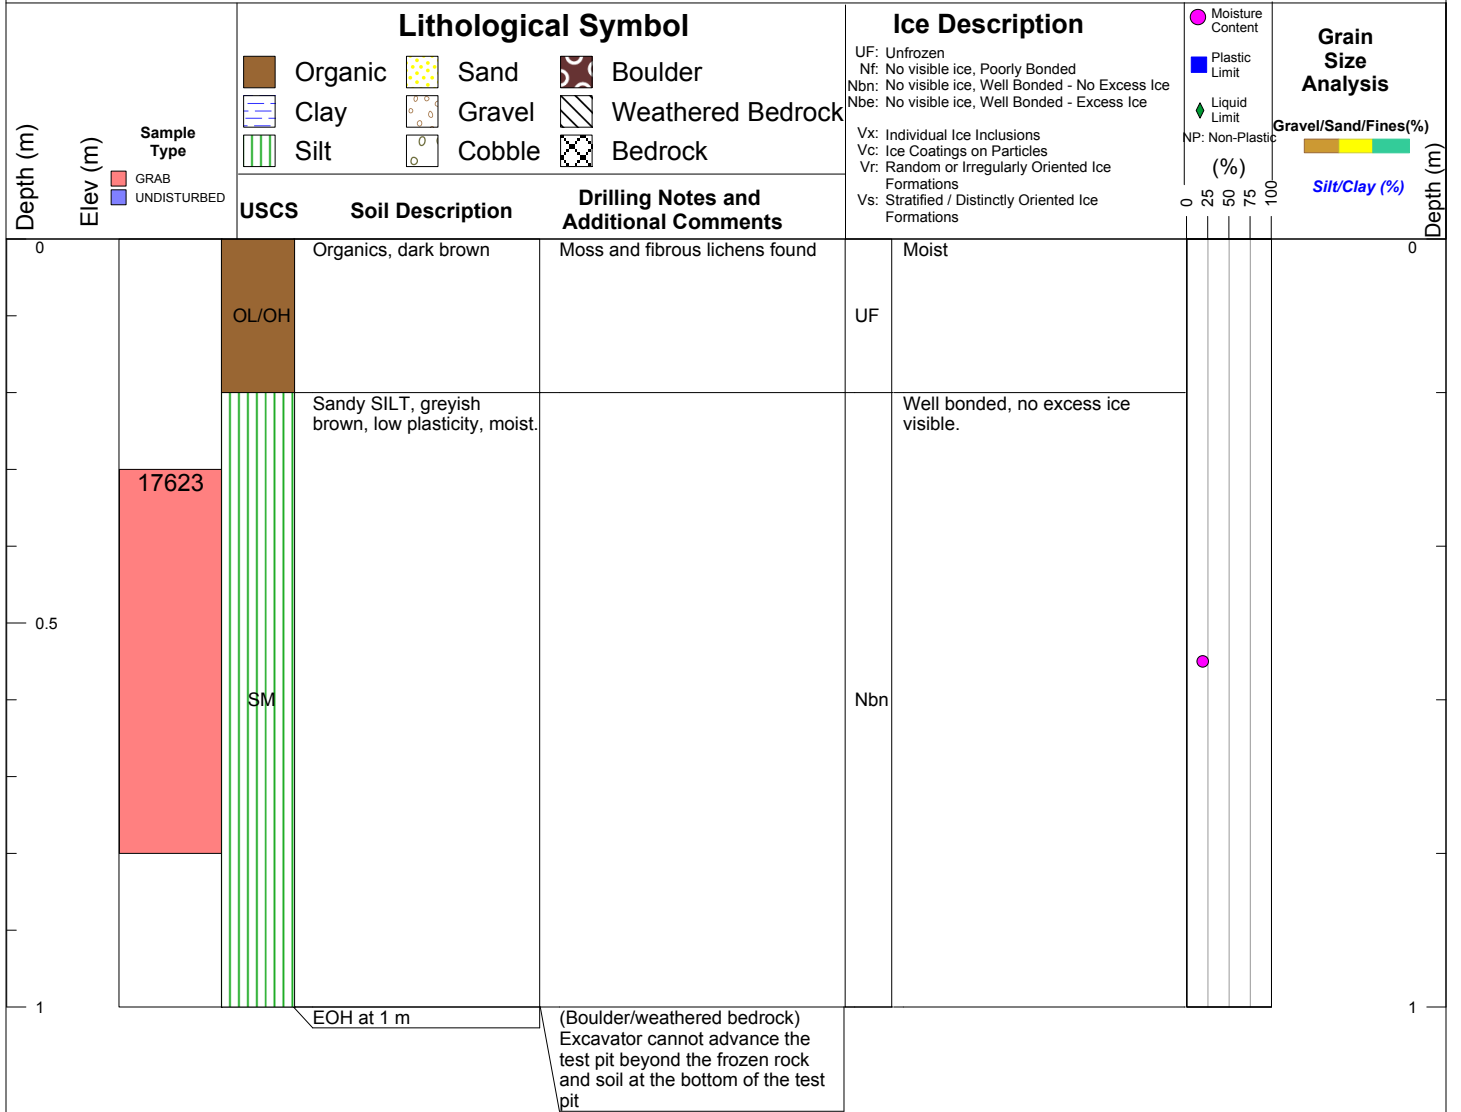 Depth (m)
Elev (m)
Sample
Type
GRAB
UNDISTURBED
Lithological Symbol
Organic
Sand
Boulder
Clay
Gravel
Weathered Bedrock
Silt
Cobble
Bedrock
USCS
Soil Description
Drilling Notes and
Additional Comments
Ice Description
UF: Unfrozen
Nf: No visible ice, Poorly Bonded
Nbn: No visible ice, Well Bonded - No Excess Ice
Nbe: No visible ice, Well Bonded - Excess Ice
Vx: Individual Ice Inclusions
Vc: Ice Coatings on Particles
Vr: Random or Irregularly Oriented Ice
Formations
Vs: Stratified / Distinctly Oriented Ice
Formations
Moisture
Content
Plastic
Limit
Liquid
Limit
NP: Non-Plastic
(%)
0
25
50
75
100
Grain
Size
Analysis
Gravel/Sand/Fines(%)
Silt/Clay (%)
Depth (m)
0
Organics, dark brown
Moss and fibrous lichens found
Moist
0
OL/OH
UF
Sandy SILT, greyish
brown, low plasticity, moist.
Well bonded, no excess ice
visible.
17623
0.5
SM
Nbn
1
1
EOH at 1 m
(Boulder/weathered bedrock)
Excavator cannot advance the
test pit beyond the frozen rock
and soil at the bottom of the test
pit